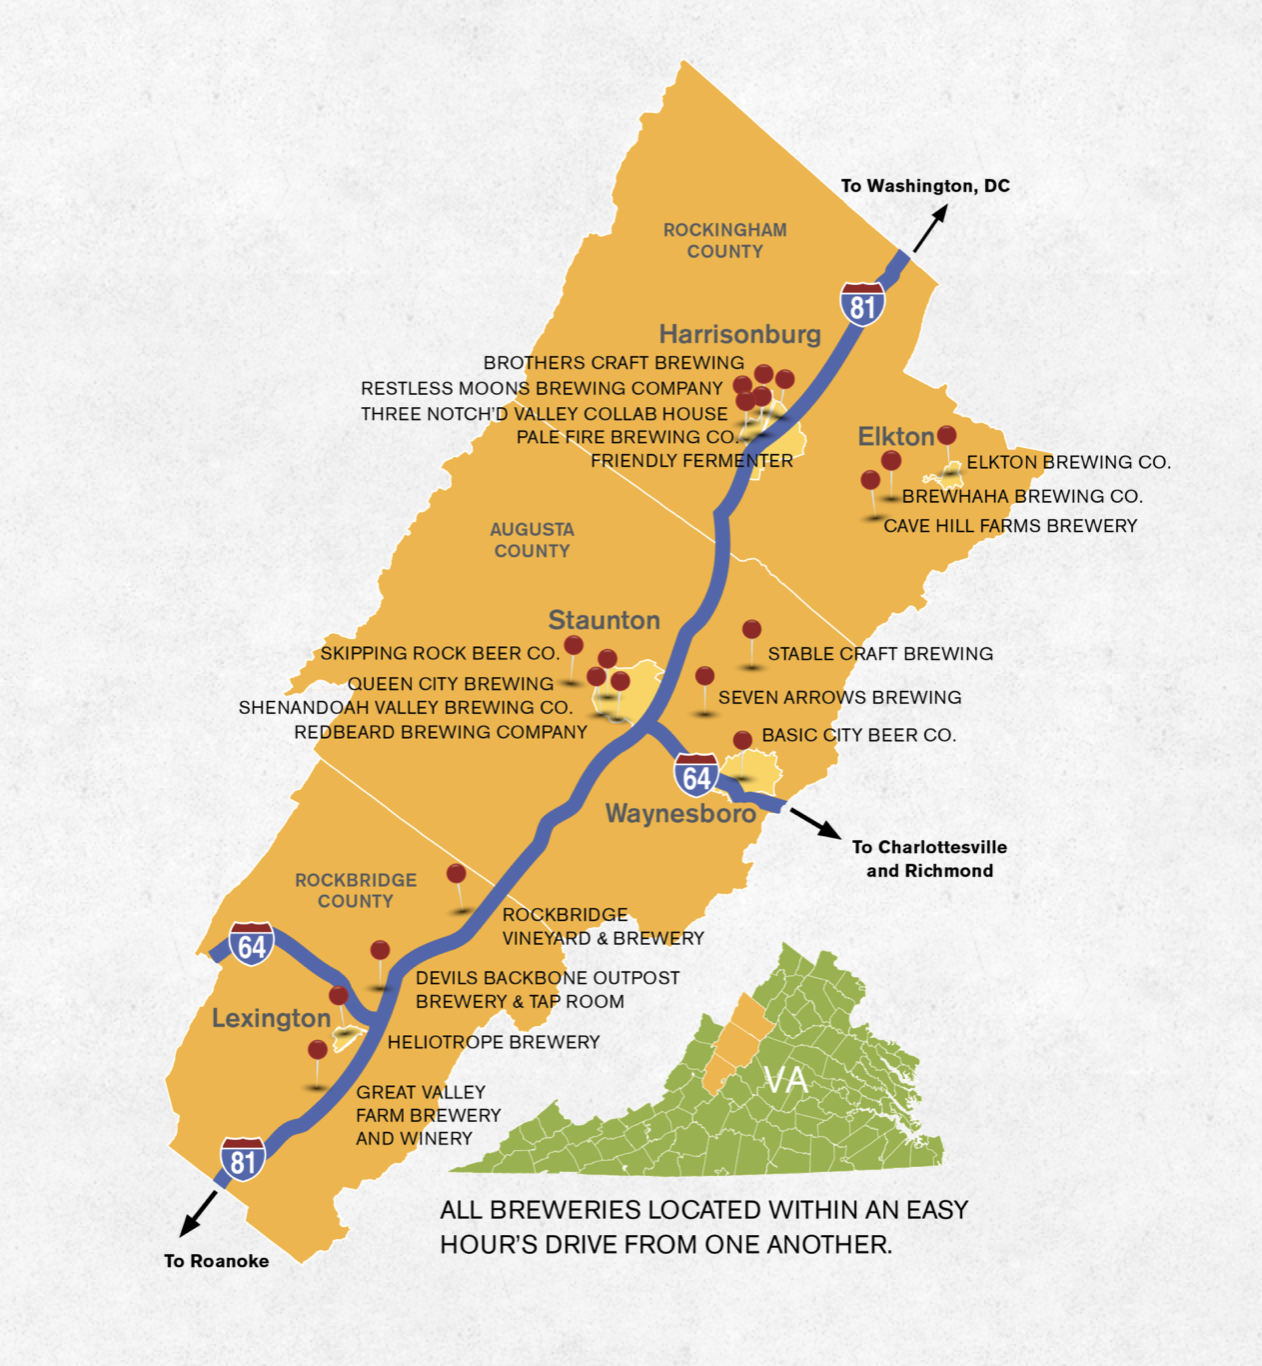 To Washington, DC
ROCKINGHAM
COUNTY
81
Harrisonburg
BROTHERS CRAFT BREWING
RESTLESS MOONS BREWING COMPANY
THREE NOTCH'D VALLEY COLLAB HOUSE
PALE FIRE BREWING CO.
FRIENDLY FERMENTER
Elkton
ELKTON BREWING CO.
BREWHAHA BREWING CO.
CAVE HILL FARMS BREWERY
AUGUSTA
COUNTY
Staunton
SKIPPING ROCK BEER CO.
QUEEN CITY BREWING
SHENANDOAH VALLEY BREWING CO.
REDBEARD BREWING COMPANY
STABLE CRAFT BREWING
SEVEN ARROWS BREWING
BASIC CITY BEER CO.
64
Waynesboro
To Charlottesville
and Richmond
ROCKBRIDGE
COUNTY
ROCKBRIDGE
VINEYARD & BREWERY
64
DEVILS BACKBONE OUTPOST
BREWERY & TAP ROOM
Lexington
HELIOTROPE BREWERY
GREAT VALLEY
FARM BREWERY
AND WINERY
81
To Roanoke
VA
ALL BREWERIES LOCATED WITHIN AN EASY
HOUR'S DRIVE FROM ONE ANOTHER.